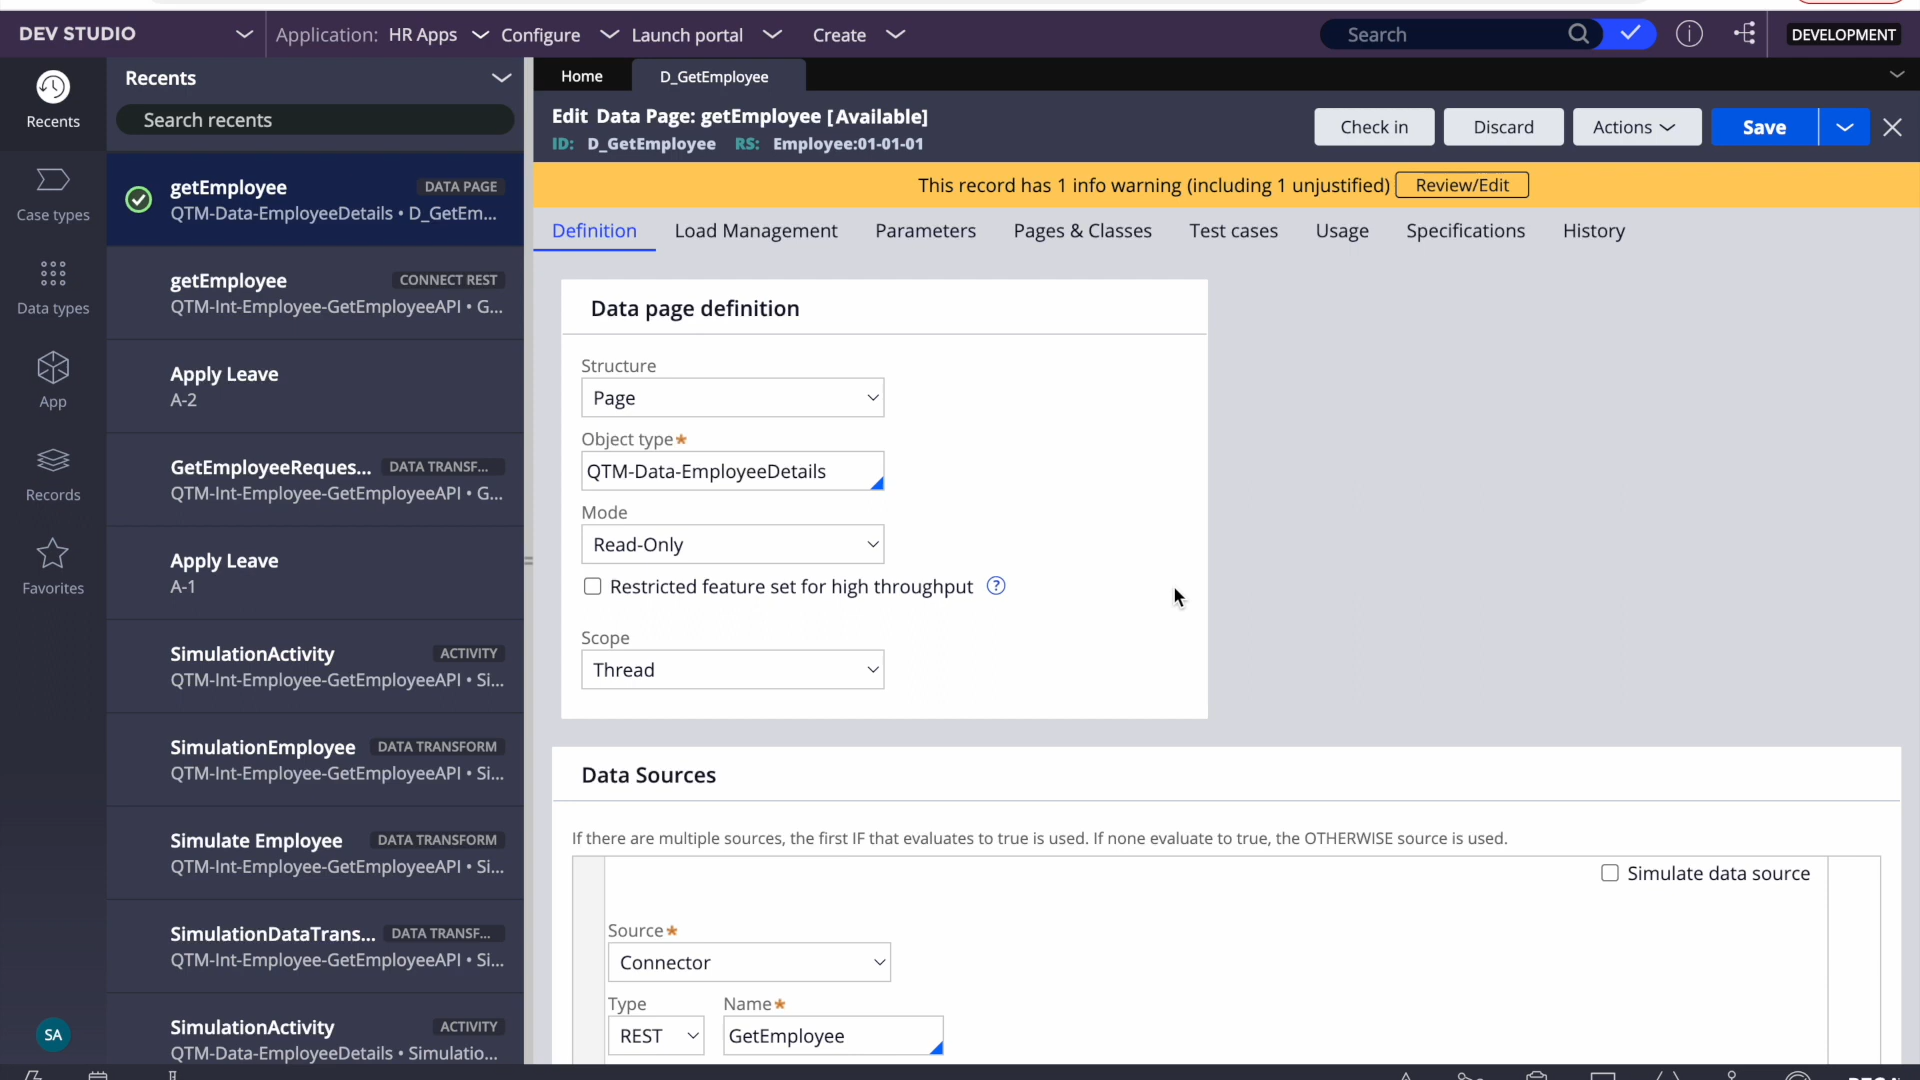 DEV STUDIO
Application: HR Apps
Configure
Launch portal
Create
Search
DEVELOPMENT
Recents
Case types
Data types
App
Records
Favorites
SA
Recents
Search recents
getEmployee DATA PAGE
QTM-Data-EmployeeDetails • D_GetEm...
getEmployee CONNECT REST
QTM-Int-Employee-GetEmployeeAPI • G...
Apply Leave
A-2
GetEmployeeReques... DATA TRANSF...
QTM-Int-Employee-GetEmployeeAPI • G...
Apply Leave
A-1
SimulationActivity ACTIVITY
QTM-Int-Employee-GetEmployeeAPI • Si...
SimulationEmployee DATA TRANSFORM
QTM-Int-Employee-GetEmployeeAPI • Si...
Simulate Employee DATA TRANSFORM
QTM-Int-Employee-GetEmployeeAPI • Si...
SimulationDataTrans... DATA TRANSF...
QTM-Int-Employee-GetEmployeeAPI • Si...
SimulationActivity ACTIVITY
QTM-Data-EmployeeDetails • Simulatio...
Home
D_GetEmployee
Edit Data Page: getEmployee [Available]
ID: D_GetEmployee RS: Employee:01-01-01
Check in
Discard
Actions
Save
This record has 1 info warning (including 1 unjustified) Review/Edit
Definition
Load Management
Parameters
Pages & Classes
Test cases
Usage
Specifications
History
Data page definition
Structure
Page
Object type*
QTM-Data-EmployeeDetails
Mode
Read-Only
Restricted feature set for high throughput ?
Scope
Thread
Data Sources
If there are multiple sources, the first IF that evaluates to true is used. If none evaluate to true, the OTHERWISE source is used.
Simulate data source
Source*
Connector
Type Name*
REST GetEmployee